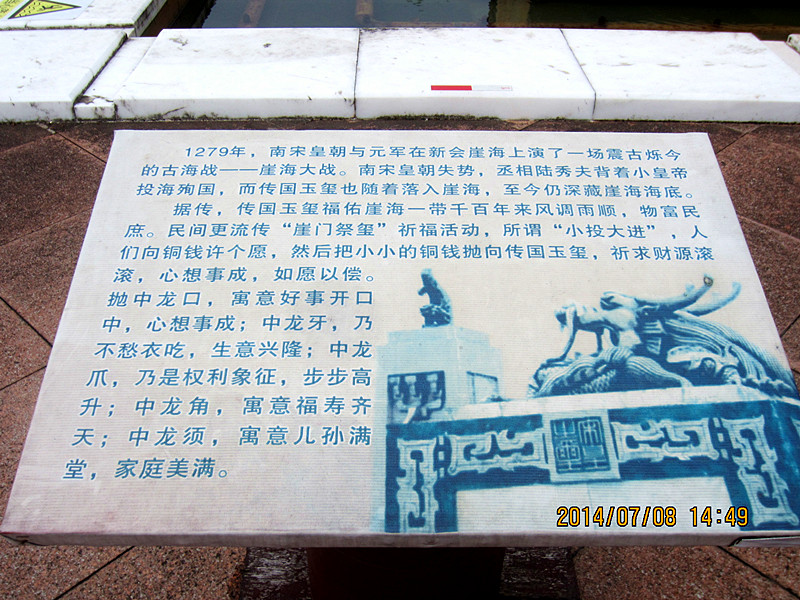 1279年，南宋皇朝与元军在新会崖海上演了一场震古烁今
的古海战——崖海大战。南宋皇朝失势，丞相陆秀夫背着小皇帝
投海殉国，而传国玉玺也随着落入崖海，至今仍深藏崖海海底。
据传，传国玉玺福佑崖海一带千百年来风调雨顺，物富民
庶。民间更流传“崖门祭玺”祈福活动，所谓“小投大进”，人
们向铜钱许个愿，然后把小小的铜钱抛向传国玉玺，祈求财源滚
滚，心想事成，如愿以偿。
抛中龙口，寓意好事开口
中，心想事成；中龙牙，乃
不愁衣吃，生意兴隆；中龙
爪，乃是权利象征，步步高
升；中龙角，寓意福寿齐
天；中龙须，寓意儿孙满
堂，家庭美满。
2014/07/08 14:49